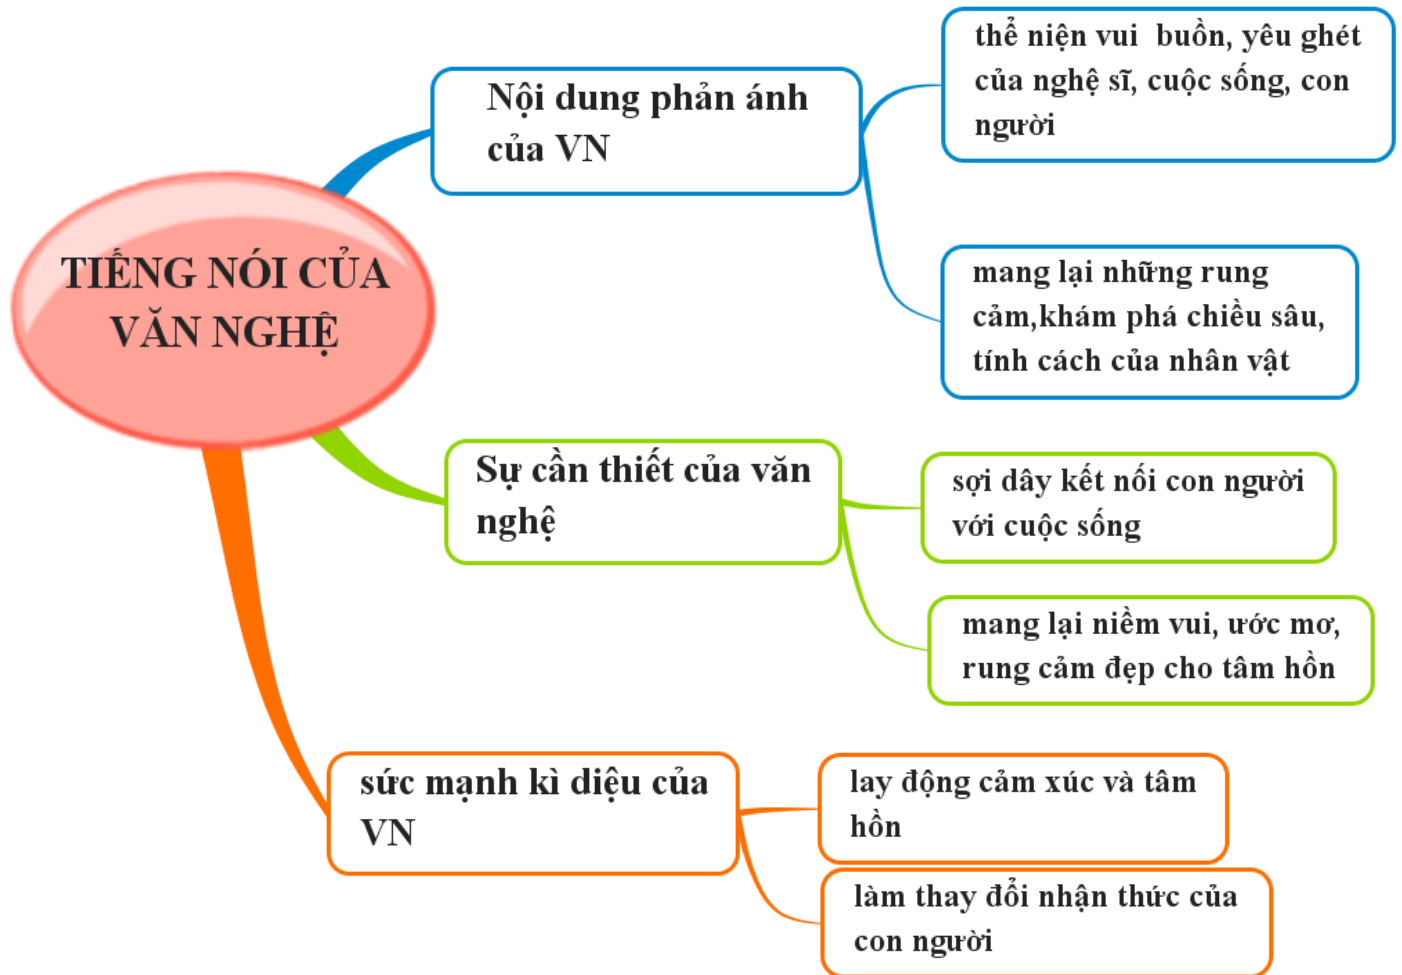 TIẾNG NÓI CỦA
VĂN NGHỆ
Nội dung phản ánh
của VN
thể niện vui  buồn, yêu ghét
của nghệ sĩ, cuộc sống, con
người
mang lại những rung
cảm,khám phá chiều sâu,
tính cách của nhân vật
Sự cần thiết của văn
nghệ
sợi dây kết nối con người
với cuộc sống
mang lại niềm vui, ước mơ,
rung cảm đẹp cho tâm hồn
sức mạnh kì diệu của
VN
lay động cảm xúc và tâm
hồn
làm thay đổi nhận thức của
con người